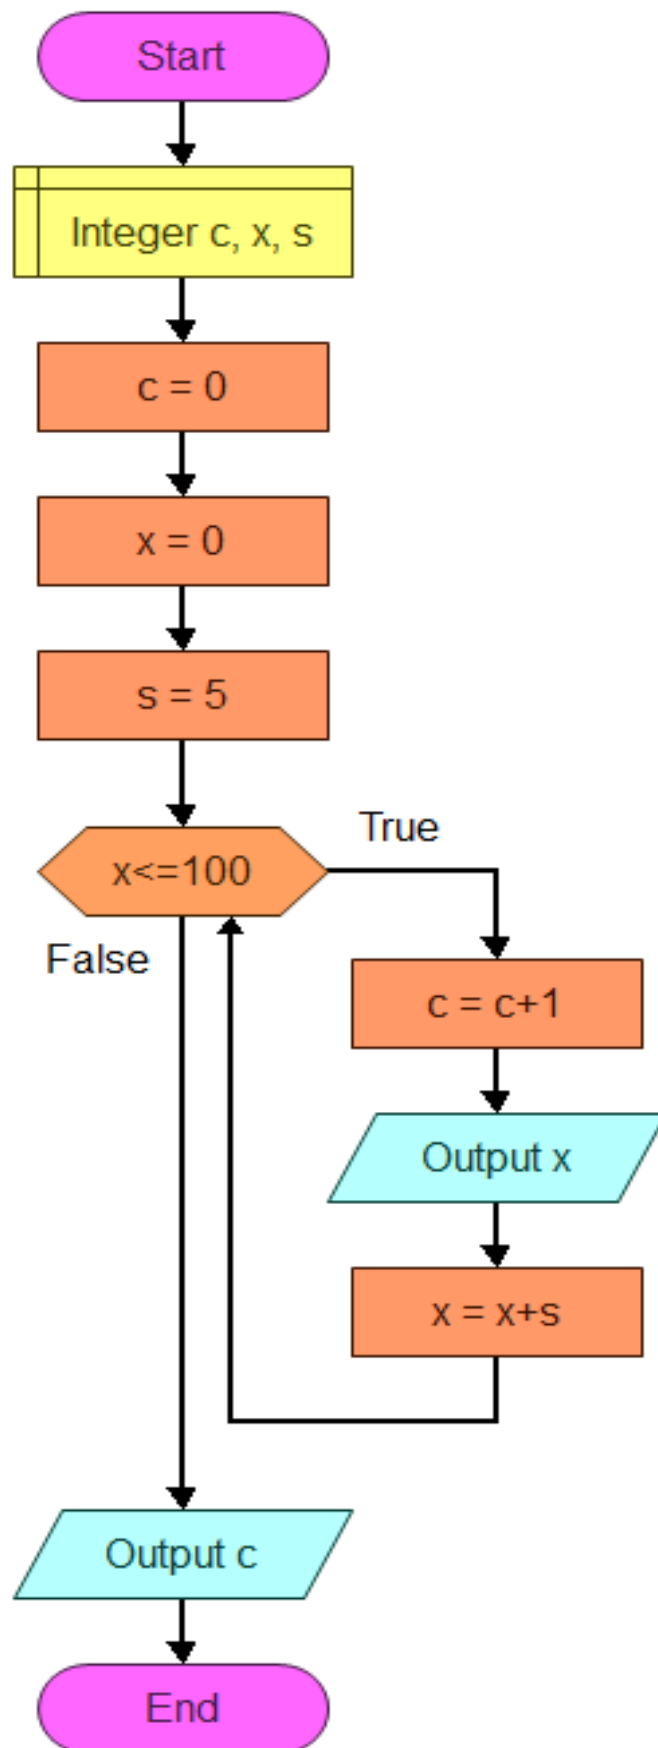 Start
Integer c, x, s
c = 0
x = 0
s = 5
x<=100
True
False
c = c+1
Output x
x = x+s
Output c
End